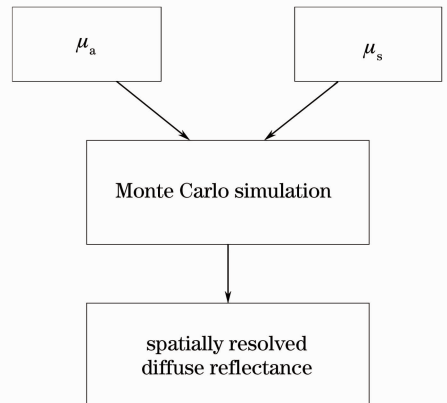 μa
μs
Monte Carlo simulation
spatially resolved
diffuse reflectance